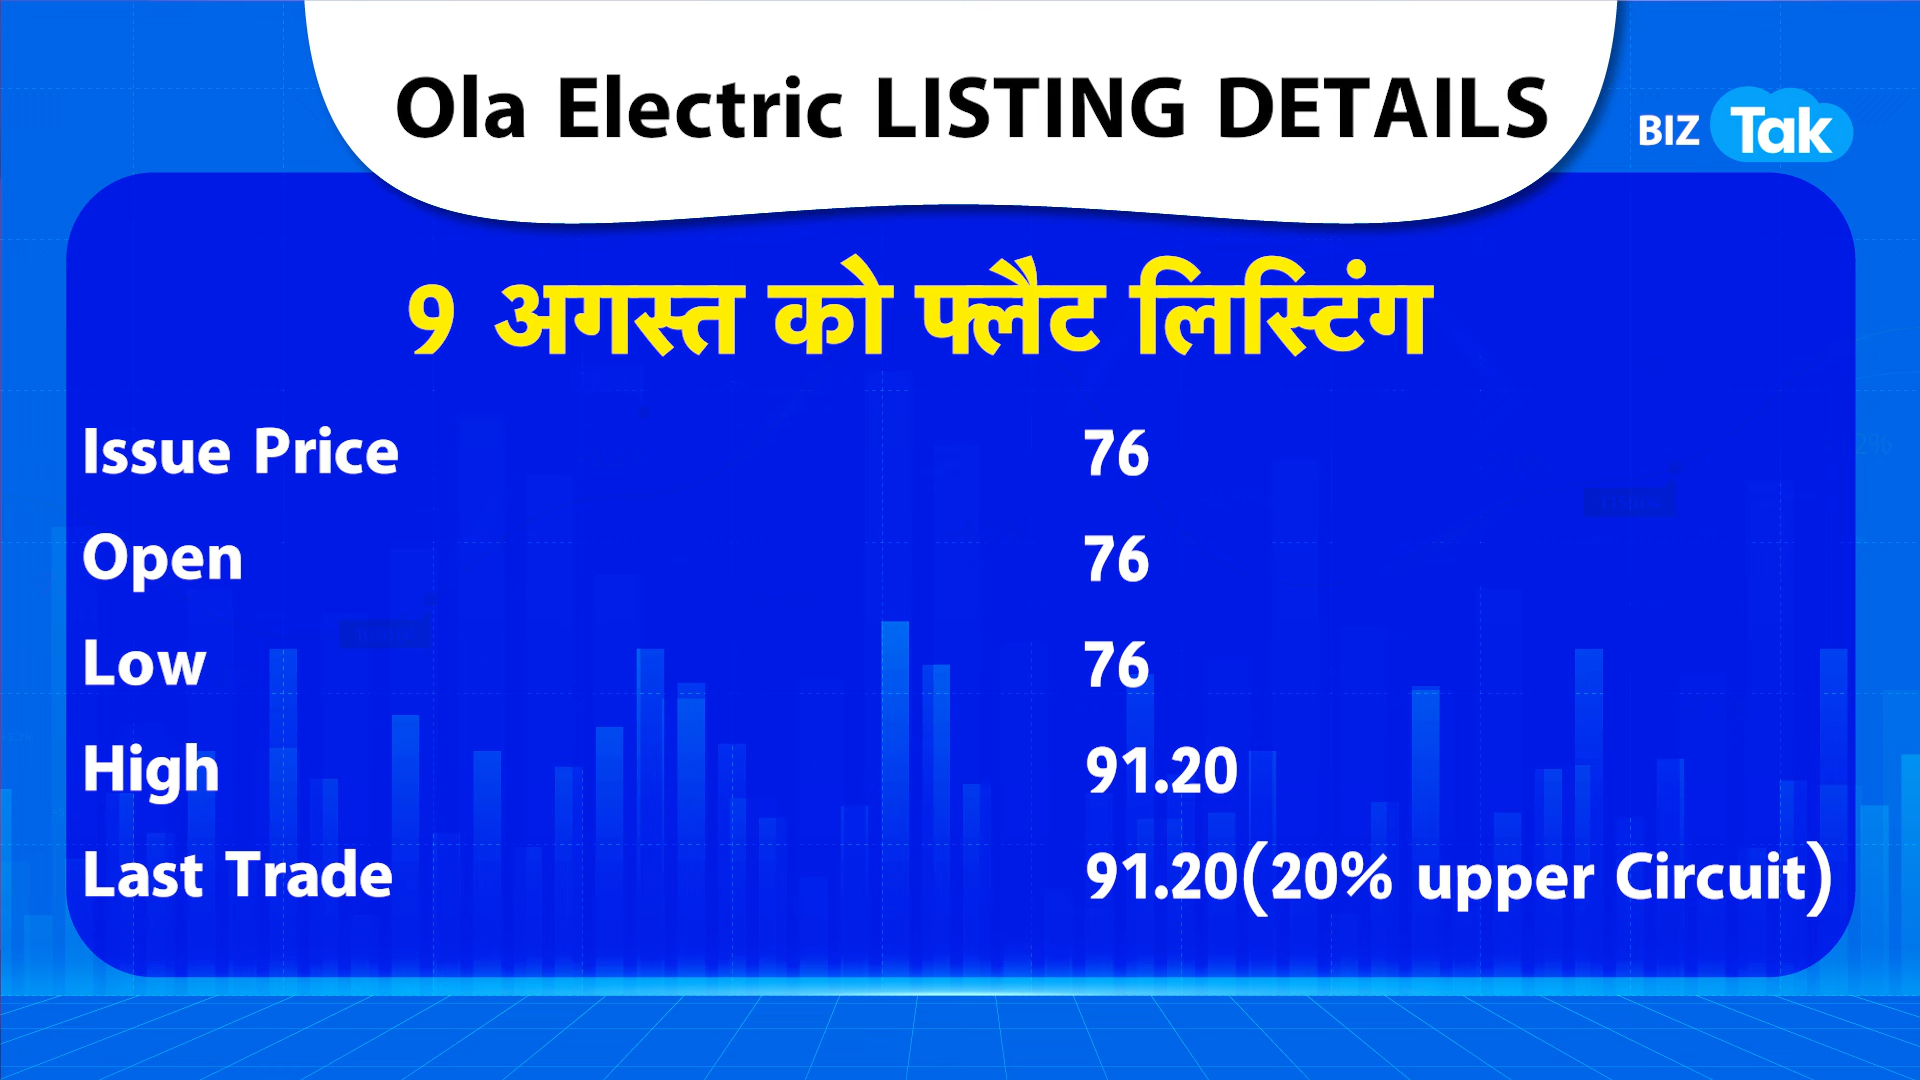 Ola Electric LISTING DETAILS
BIZ Tak
9 अगस्त को फ्लैट लिस्टिंग
Issue Price 76
Open 76
Low 76
High 91.20
Last Trade 91.20(20% upper Circuit)